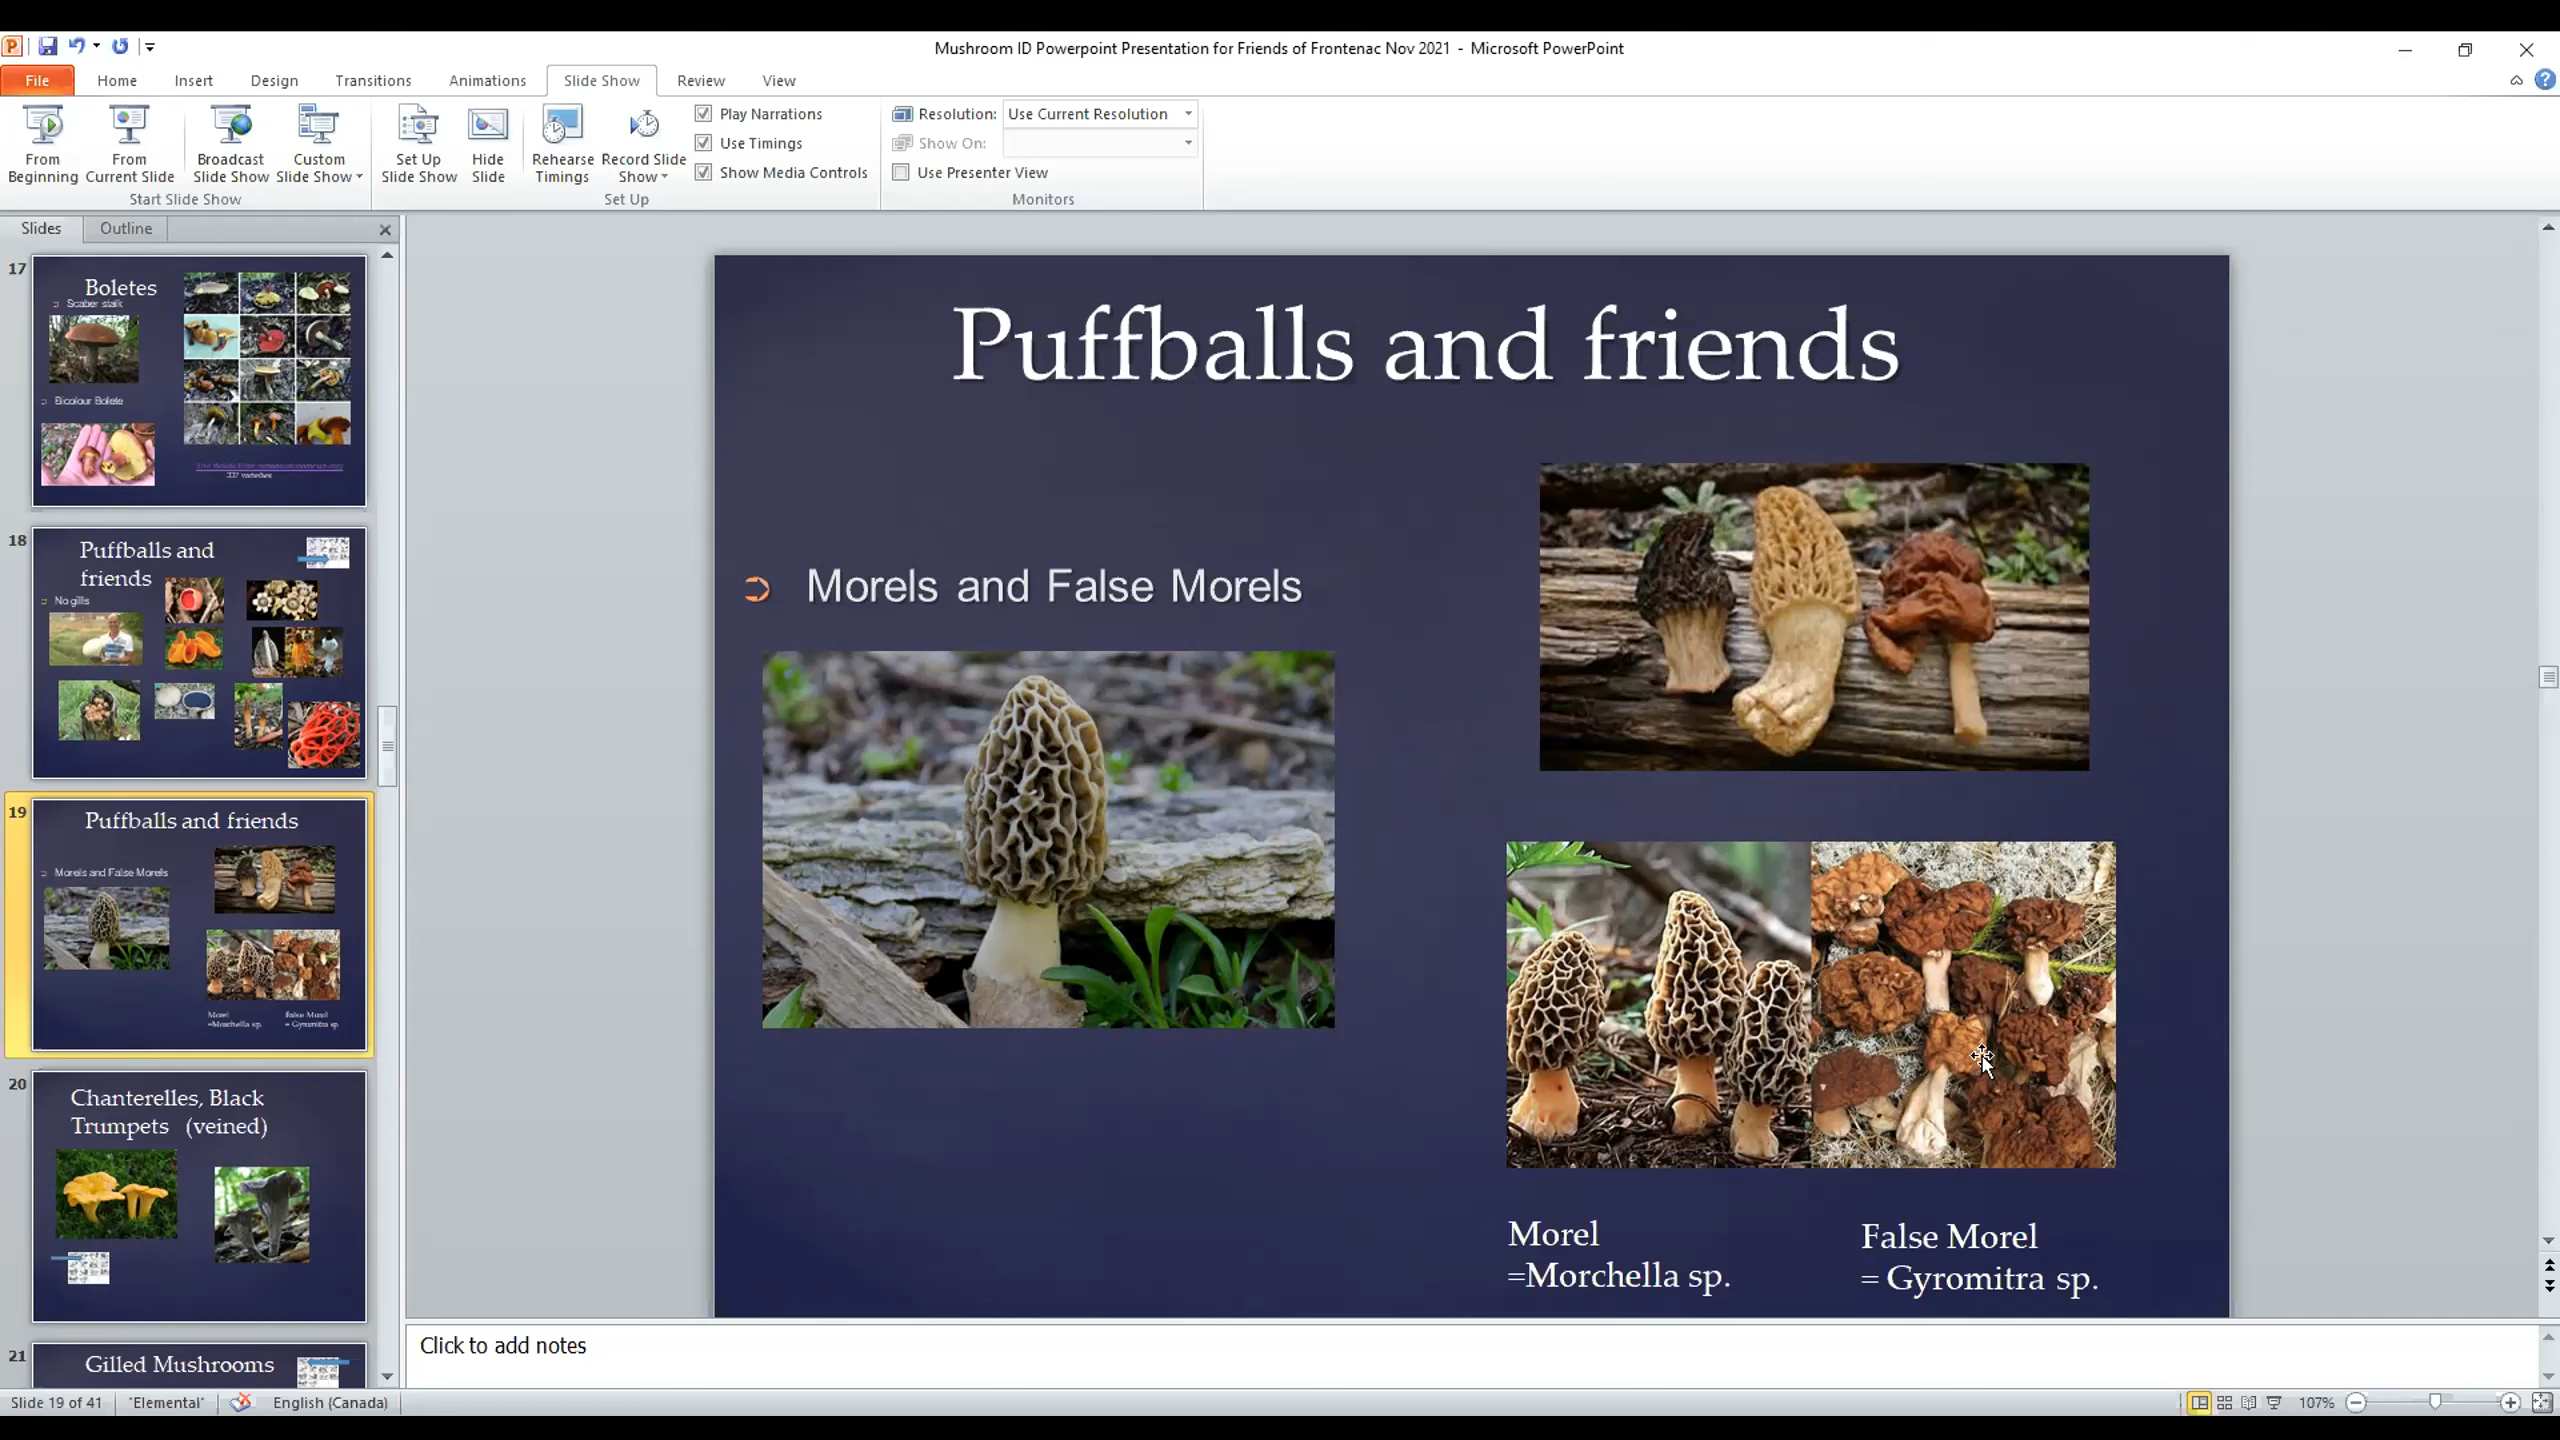 Mushroom ID Powerpoint Presentation for Friends of Frontenac Nov 2021 - Microsoft PowerPoint
File Home Insert Design Transitions Animations Slide Show Review View
From Beginning
From Current Slide
Broadcast Slide Show
Custom Slide Show
Start Slide Show
Set Up Slide Show
Hide Slide
Rehearse Timings
Record Slide Show
Play Narrations
Use Timings
Show Media Controls
Set Up
Resolution: Use Current Resolution
Show On:
Use Presenter View
Monitors
Slides Outline
17
Boletes
Scaber stalk
Bicolour Bolete
337 varieties
18
Puffballs and
friends
No gills
19
Puffballs and friends
Morels and False Morels
Morel
=Morchella sp.
False Morel
= Gyromitra sp.
20
Chanterelles, Black
Trumpets (veined)
21
Gilled Mushrooms
Puffballs and friends
Morels and False Morels
Morel
=Morchella sp.
False Morel
= Gyromitra sp.
Click to add notes
Slide 19 of 41 "Elemental" English (Canada) 107%